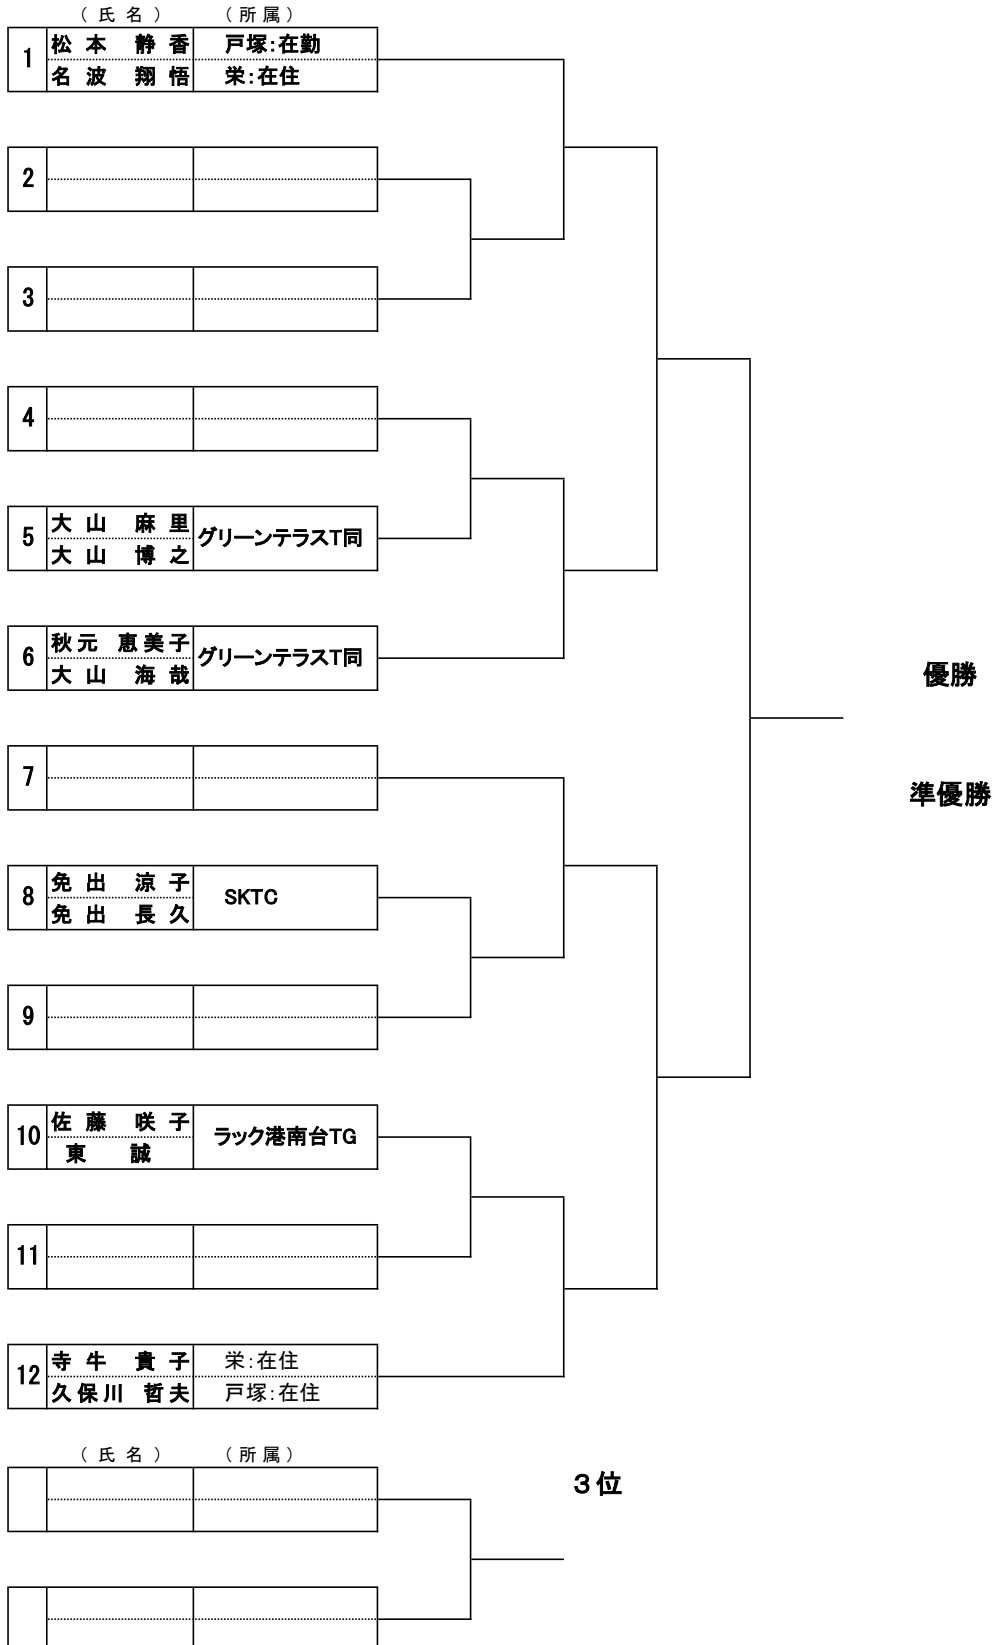 （氏名） （所属）
1 松本 静香 戸塚：在勤
名波 翔悟 栄：在住
2
3
4
5 大山 麻里 グリーンテラスT同
大山 博之
6 秋元 恵美子 グリーンテラスT同
大山 海哉
優勝
7
準優勝
8 免出 涼子 SKTC
免出 長久
9
10 佐藤 咲子 ラック港南台TG
東 誠
11
12 寺牛 貴子 栄：在住
久保川 哲夫 戸塚：在住
（氏名） （所属）
３位